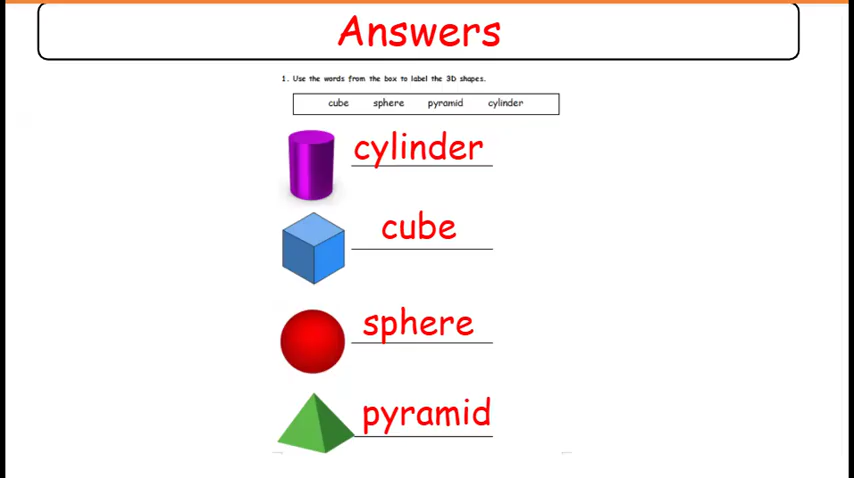 Answers
1. Use the words from the box to label the 3D shapes.
cube sphere pyramid cylinder
cylinder
cube
sphere
pyramid